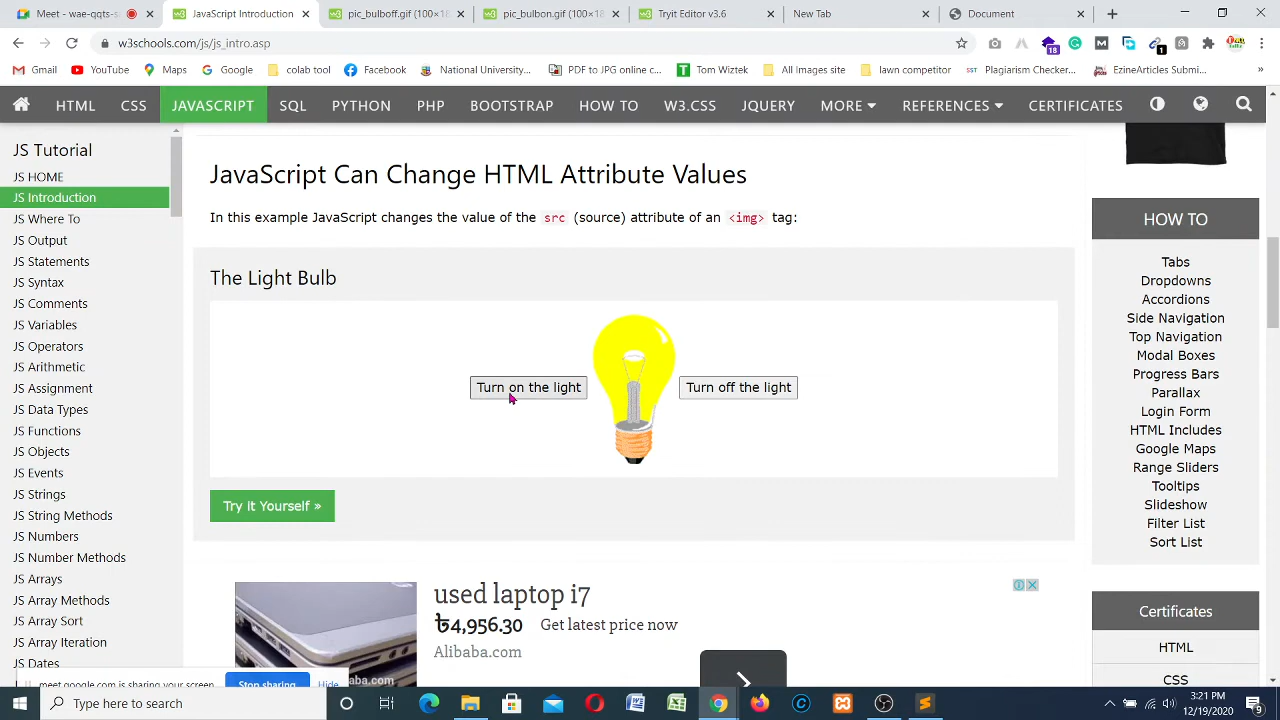 Meet – waq-qqts-s
JavaScript Introduction
pic_bulboff.gif (100×18
pic_bulbon.gif (100×18
Tryit Editor v3.6
New Tab
Document
w3schools.com/js/js_intro.asp
18
1
Gmail
YouTube
Maps
Google
colab tool
Facebook
National University...
PDF to JPG online c...
Tom Wiztek
All Images site
lawn competitor
Plagiarism Checker...
EzineArticles Submi...
»
HTML
CSS
JAVASCRIPT
SQL
PYTHON
PHP
BOOTSTRAP
HOW TO
W3.CSS
JQUERY
MORE
REFERENCES
CERTIFICATES
JS Tutorial
JS HOME
JS Introduction
JS Where To
JS Output
JS Statements
JS Syntax
JS Comments
JS Variables
JS Operators
JS Arithmetic
JS Assignment
JS Data Types
JS Functions
JS Objects
JS Events
JS Strings
JS String Methods
JS Numbers
JS Number Methods
JS Arrays
JS Array Methods
JS Array Sort
JS Array Iteration
JS Dates
JavaScript Can Change HTML Attribute Values
In this example JavaScript changes the value of the src (source) attribute of an <img> tag:
The Light Bulb
Turn on the light
Turn off the light
Try it Yourself »
used laptop i7
৳4,956.30 Get latest price now
Alibaba.com
HOW TO
Tabs
Dropdowns
Accordions
Side Navigation
Top Navigation
Modal Boxes
Progress Bars
Parallax
Login Form
HTML Includes
Google Maps
Range Sliders
Tooltips
Slideshow
Filter List
Sort List
Certificates
HTML
CSS
meet.google.com is sharing your screen.
Stop sharing
Hide
Type here to search
3:21 PM
12/19/2020